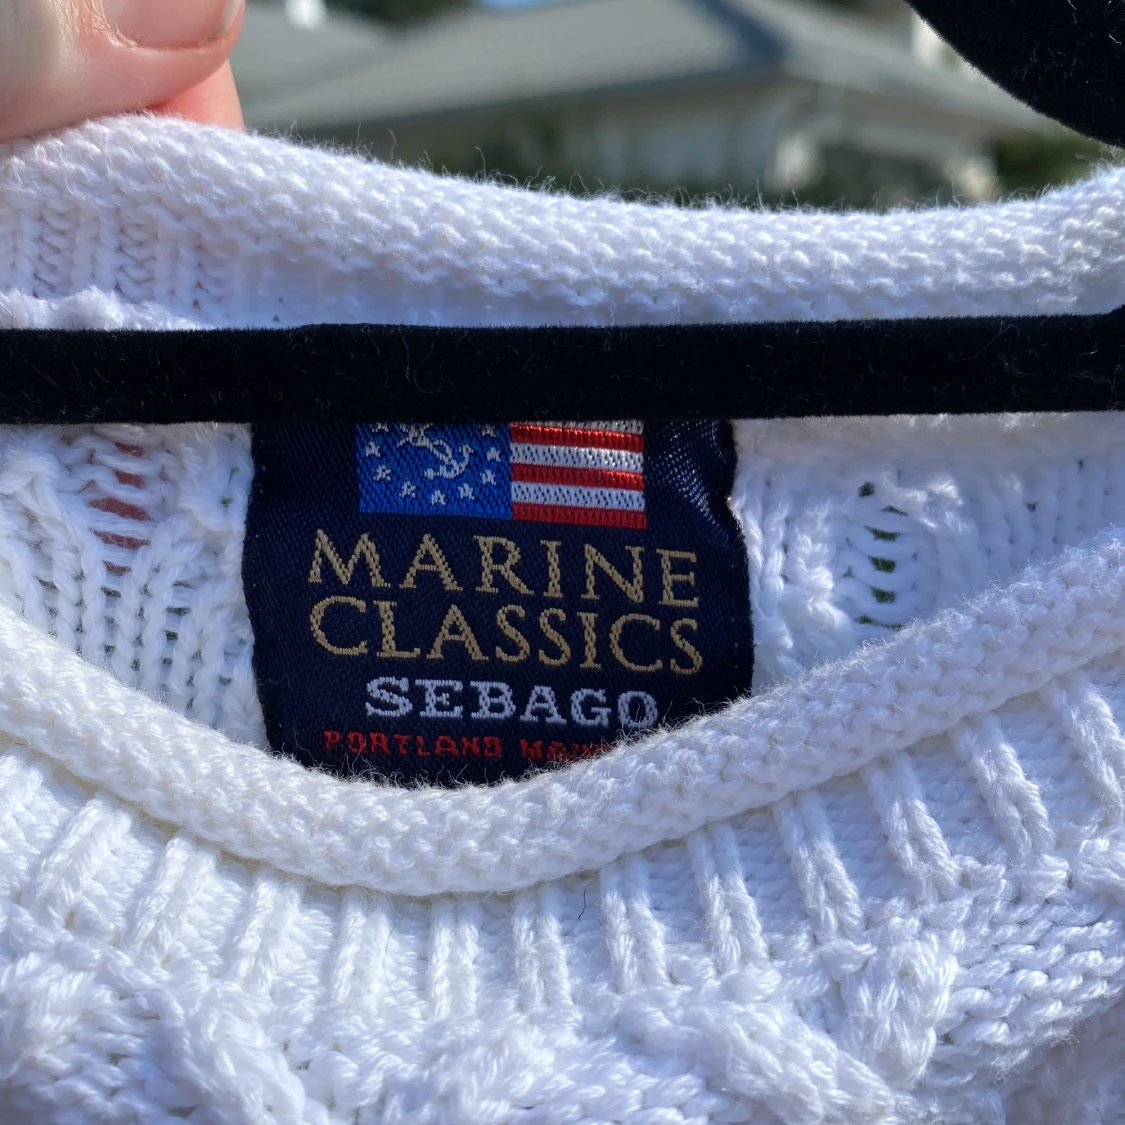 MARINE
CLASSICS
SEBAGO
PORTLAND